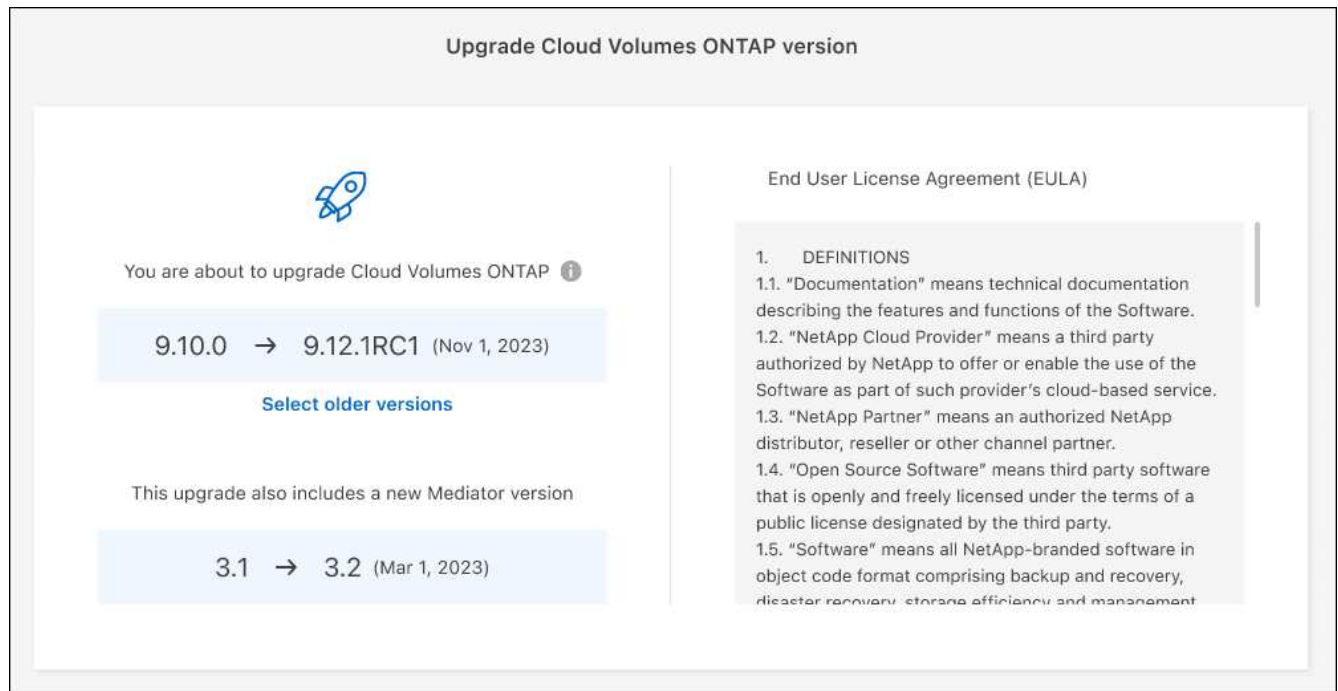 Upgrade Cloud Volumes ONTAP version
You are about to upgrade Cloud Volumes ONTAP
9.10.0 → 9.12.1RC1 (Nov 1, 2023)
Select older versions
This upgrade also includes a new Mediator version
3.1 → 3.2 (Mar 1, 2023)
End User License Agreement (EULA)
1. DEFINITIONS
1.1. “Documentation” means technical documentation
describing the features and functions of the Software.
1.2. “NetApp Cloud Provider” means a third party
authorized by NetApp to offer or enable the use of the
Software as part of such provider’s cloud-based service.
1.3. “NetApp Partner” means an authorized NetApp
distributor, reseller or other channel partner.
1.4. “Open Source Software” means third party software
that is openly and freely licensed under the terms of a
public license designated by the third party.
1.5. “Software” means all NetApp-branded software in
object code format comprising backup and recovery,
disaster recovery, storage efficiency and management